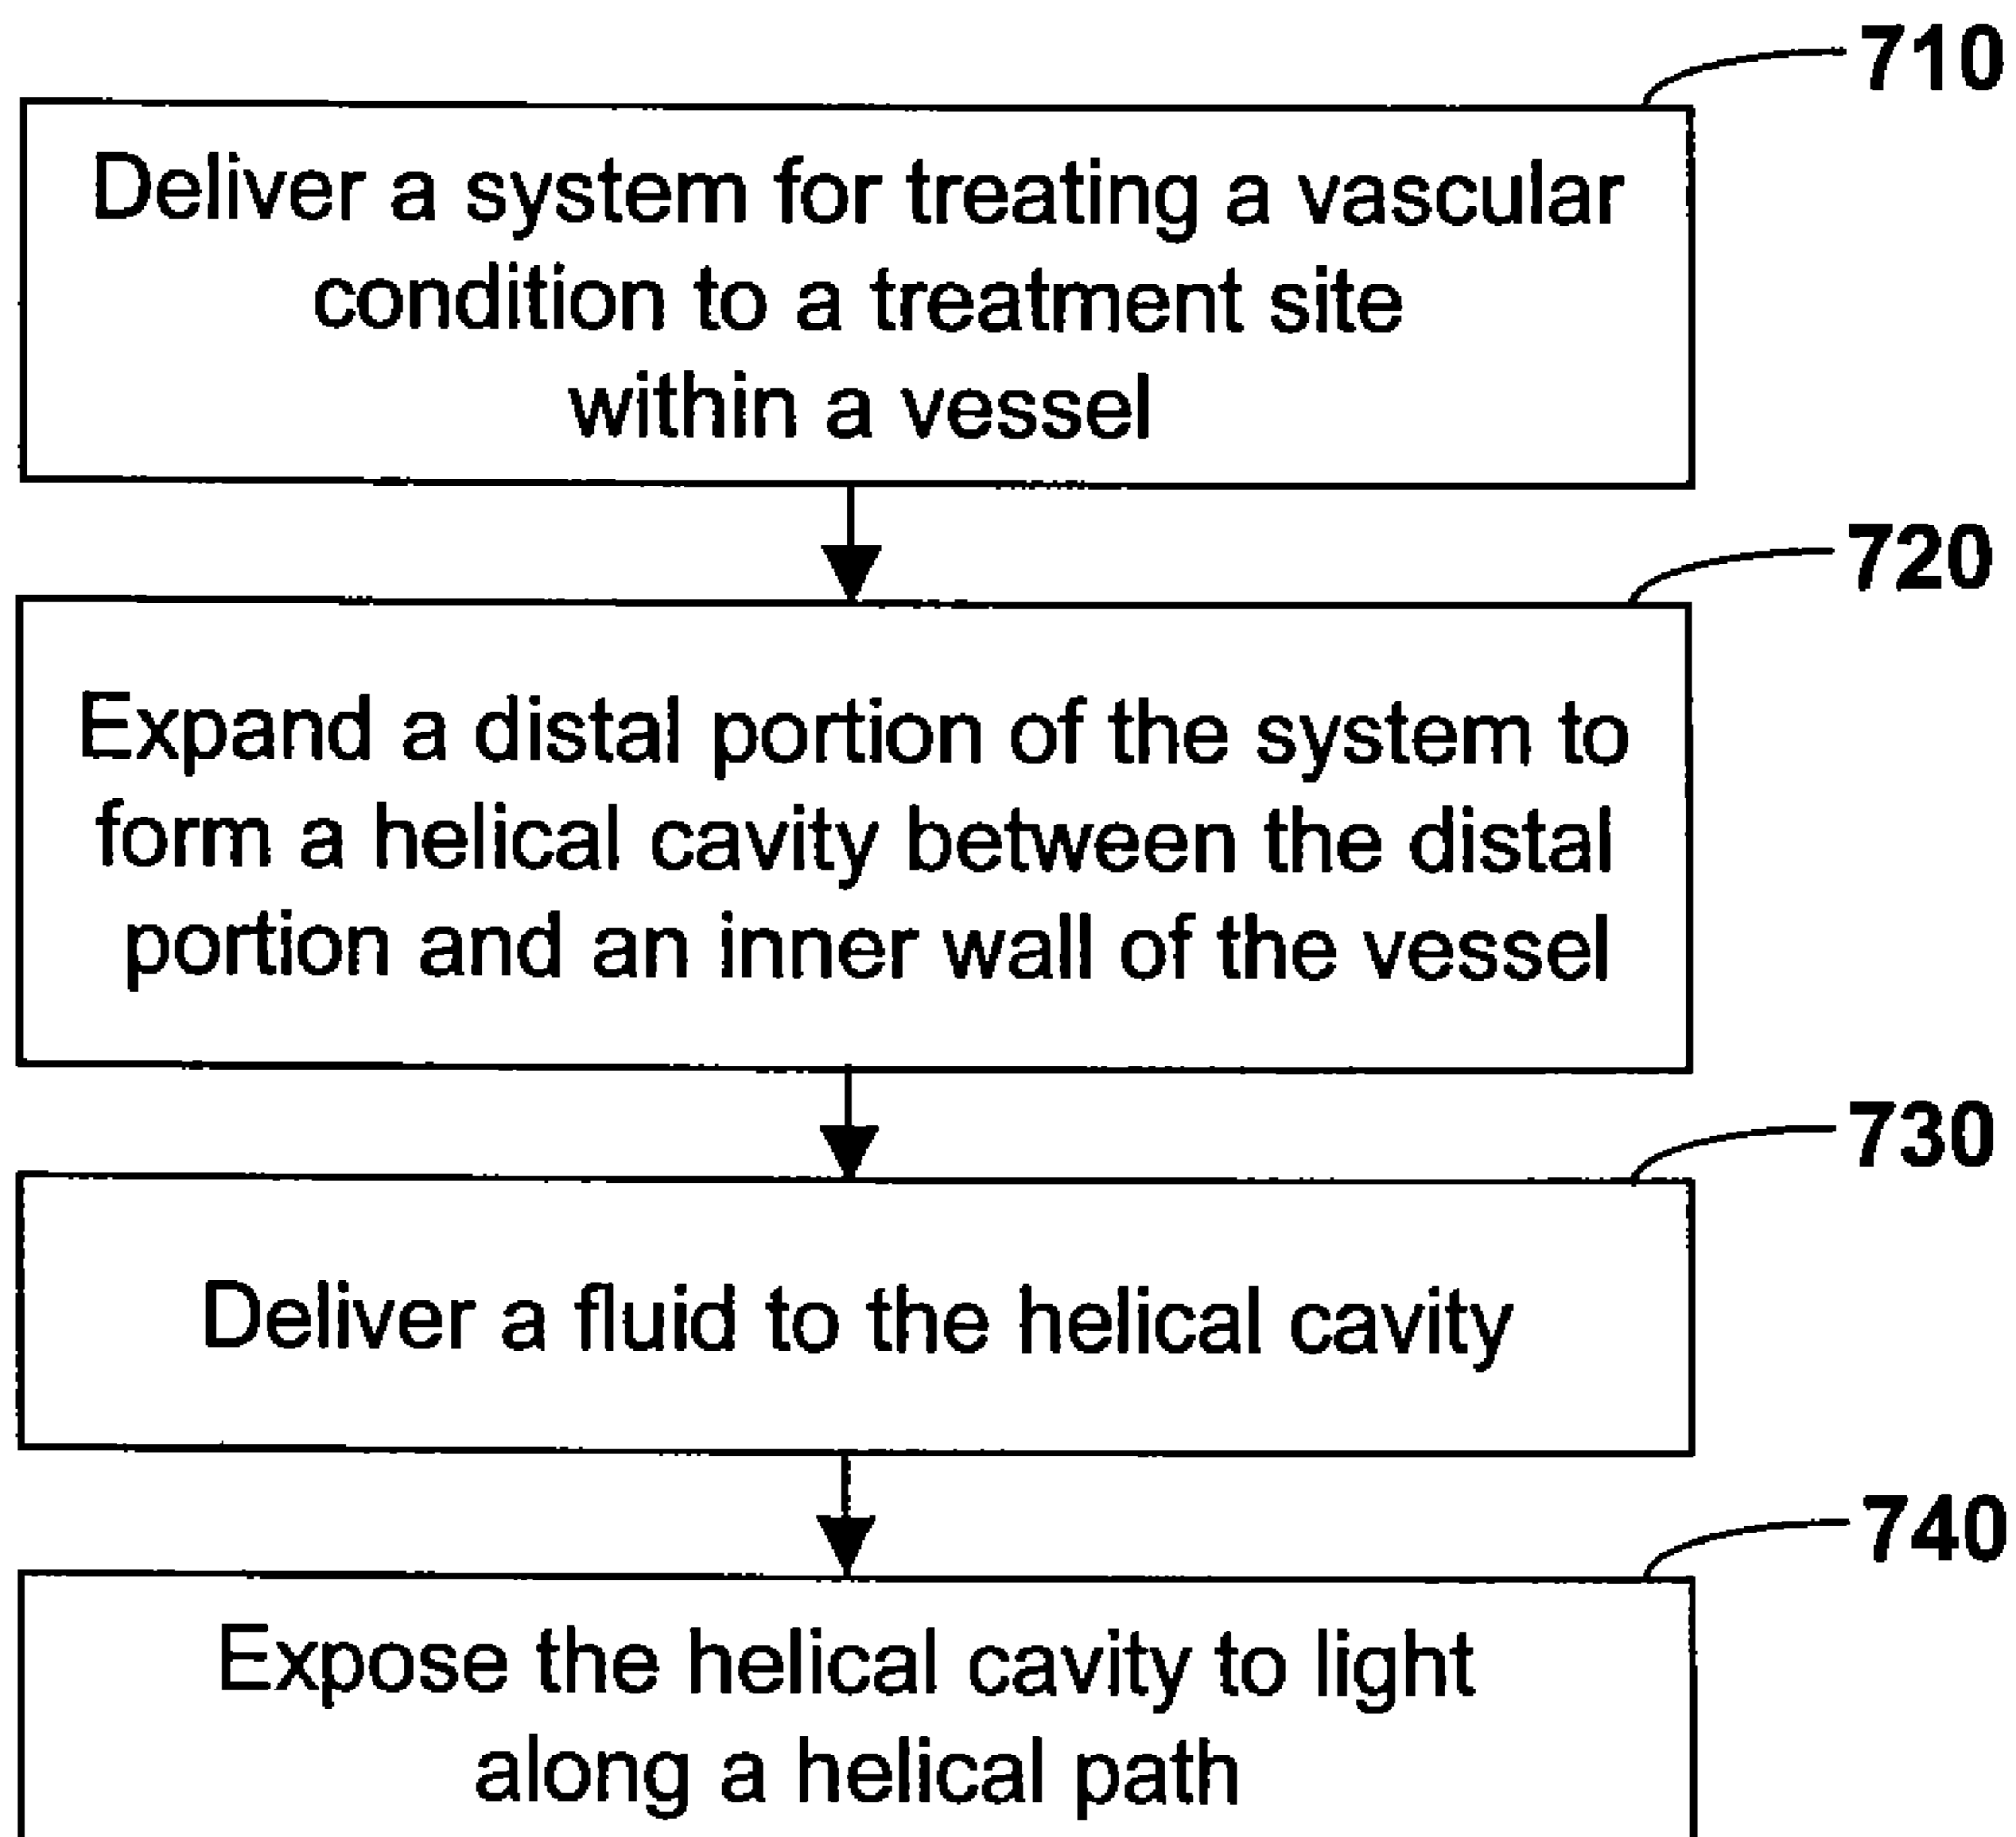 710
Deliver a system for treating a vascular
condition to a treatment site
within a vessel
720
Expand a distal portion of the system to
form a helical cavity between the distal
portion and an inner wall of the vessel
730
Deliver a fluid to the helical cavity
740
Expose the helical cavity to light
along a helical path